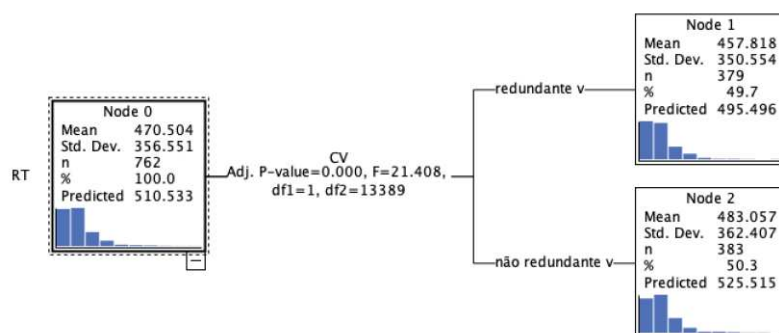 RT
Node 0
Mean 470.504
Std. Dev. 356.551
n 762
% 100.0
Predicted 510.533
CV
Adj. P-value=0.000, F=21.408,
df1=1, df2=13389
redundante v
Node 1
Mean 457.818
Std. Dev. 350.554
n 379
% 49.7
Predicted 495.496
não redundante v
Node 2
Mean 483.057
Std. Dev. 362.407
n 383
% 50.3
Predicted 525.515